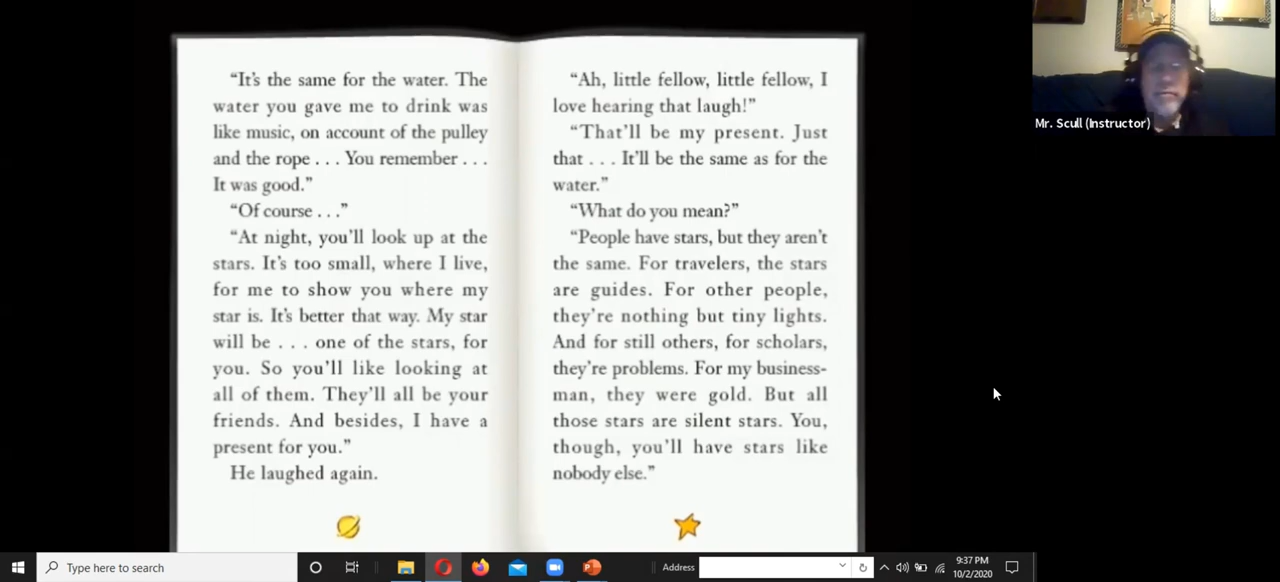 “It’s the same for the water. The
water you gave me to drink was
like music, on account of the pulley
and the rope . . . You remember . . .
It was good.”
“Of course . . .”
“At night, you’ll look up at the
stars. It’s too small, where I live,
for me to show you where my
star is. It’s better that way. My star
will be . . . one of the stars, for
you. So you’ll like looking at
all of them. They’ll all be your
friends. And besides, I have a
present for you.”
He laughed again.
“Ah, little fellow, little fellow, I
love hearing that laugh!”
“That’ll be my present. Just
that . . . It’ll be the same as for the
water.”
“What do you mean?”
“People have stars, but they aren’t
the same. For travelers, the stars
are guides. For other people,
they’re nothing but tiny lights.
And for still others, for scholars,
they’re problems. For my business-
man, they were gold. But all
those stars are silent stars. You,
though, you’ll have stars like
nobody else.”
Mr. Scull (Instructor)
Type here to search
Address
9:37 PM
10/2/2020